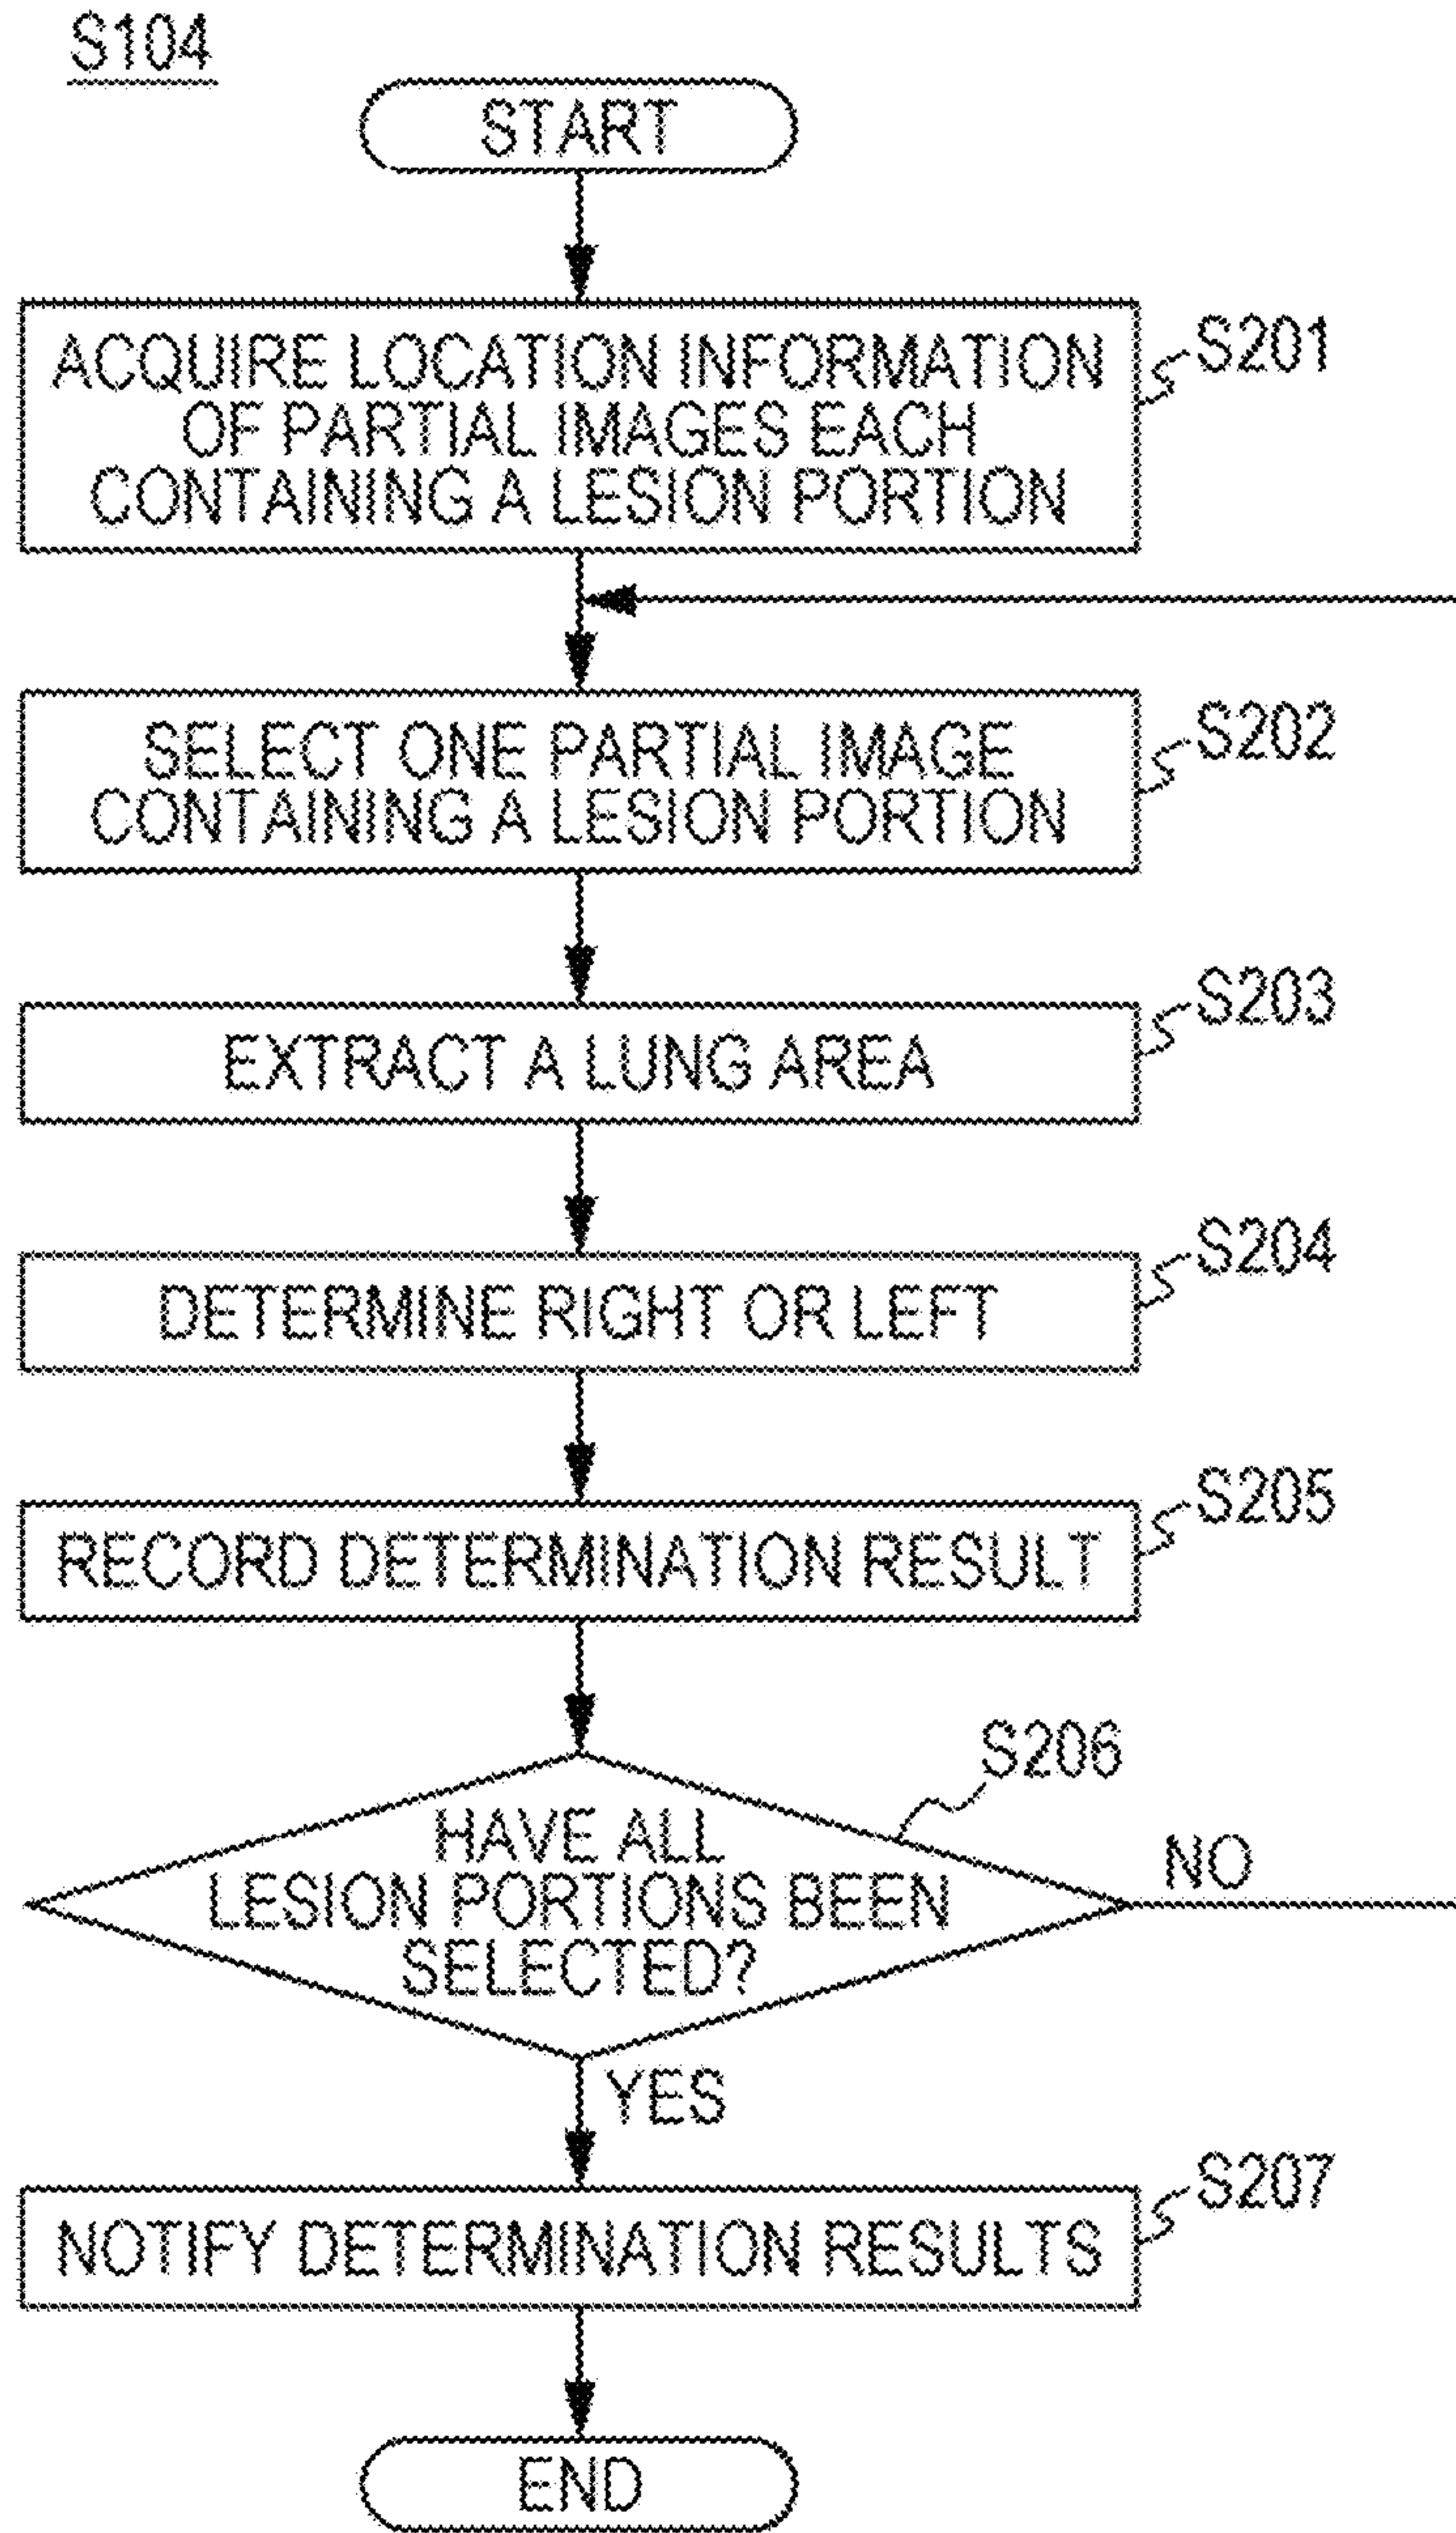 S104
START
ACQUIRE LOCATION INFORMATION
OF PARTIAL IMAGES EACH
CONTAINING A LESION PORTION
S201
SELECT ONE PARTIAL IMAGE
CONTAINING A LESION PORTION
S202
EXTRACT A LUNG AREA
S203
DETERMINE RIGHT OR LEFT
S204
RECORD DETERMINATION RESULT
S205
HAVE ALL
LESION PORTIONS BEEN
SELECTED?
S206
NO
YES
NOTIFY DETERMINATION RESULTS
S207
END